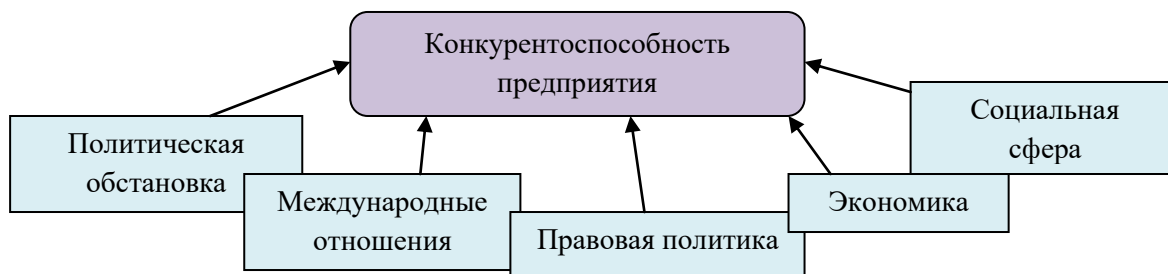 Конкурентоспособность
предприятия
Политическая
обстановка
Международные
отношения
Правовая политика
Экономика
Социальная
сфера